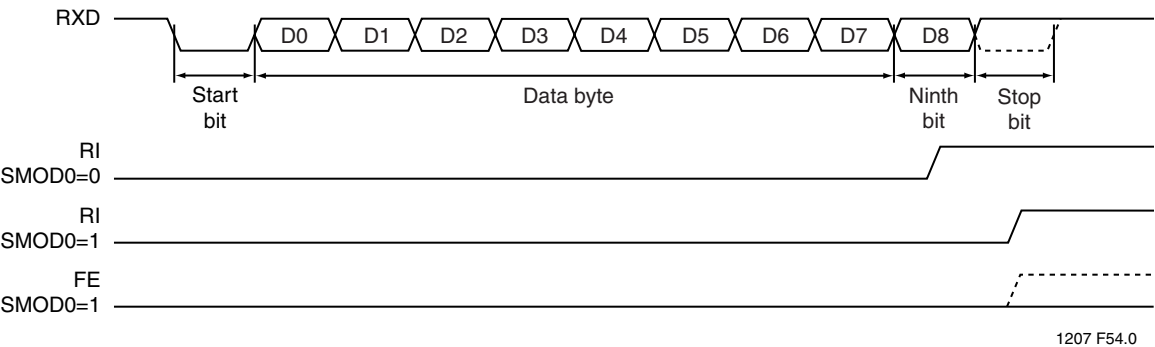 RXD
D0 D1 D2 D3 D4 D5 D6 D7 D8
Start bit
Data byte
Ninth bit
Stop bit
RI
SMOD0=0
RI
SMOD0=1
FE
SMOD0=1
1207 F54.0